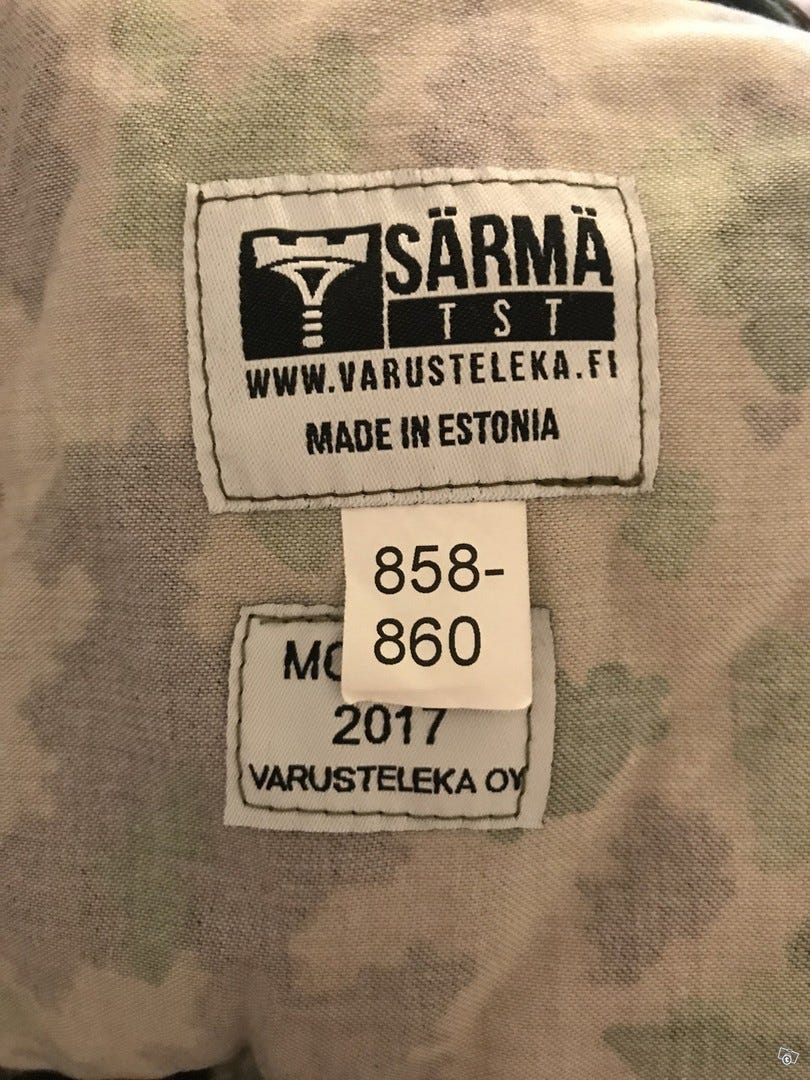 SÄRMÄ
TST
WWW.VARUSTELEKA.FI
MADE IN ESTONIA
858-
860
2017
VARUSTELEKA OY